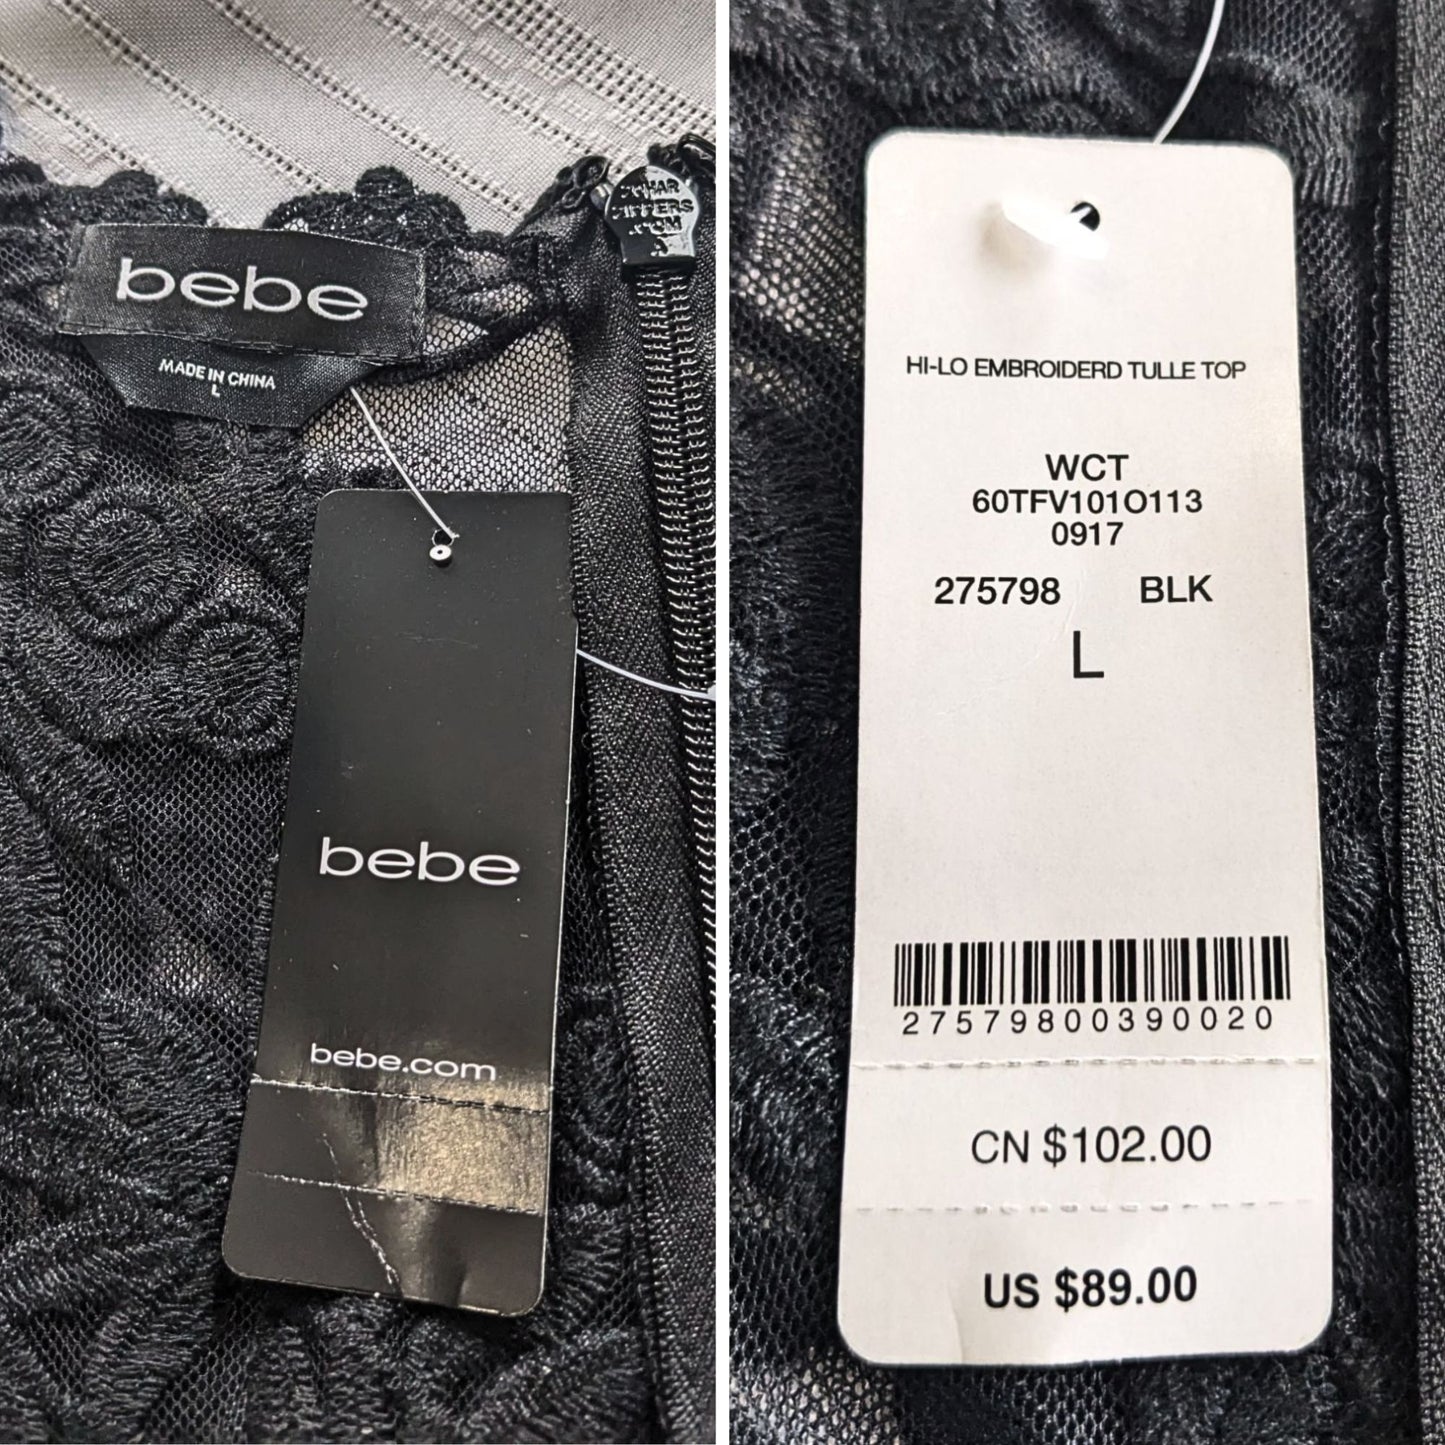 bebe
MADE IN CHINA
L
bebe
bebe.com
HI-LO EMBROIDERD TULLE TOP
WCT
60TFV101O113
0917
275798 BLK
L
275798003900020
CN $102.00
US $89.00